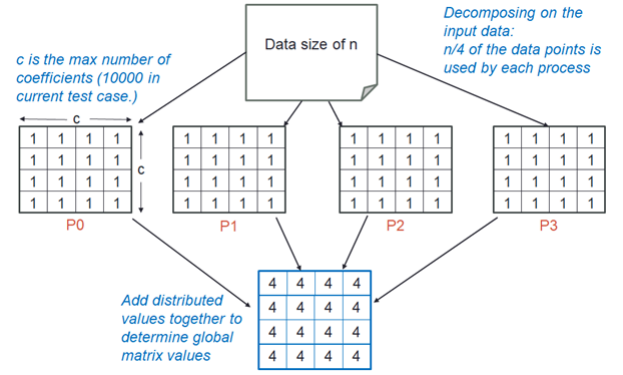 Data size of n
Decomposing on the
input data:
n/4 of the data points is
used by each process
c is the max number of
coefficients (10000 in
current test case.)
c
c
1 1 1 1
1 1 1 1
1 1 1 1
1 1 1 1
P0
1 1 1 1
1 1 1 1
1 1 1 1
1 1 1 1
P1
1 1 1 1
1 1 1 1
1 1 1 1
1 1 1 1
P2
1 1 1 1
1 1 1 1
1 1 1 1
1 1 1 1
P3
Add distributed
values together to
determine global
matrix values
4 4 4 4
4 4 4 4
4 4 4 4
4 4 4 4